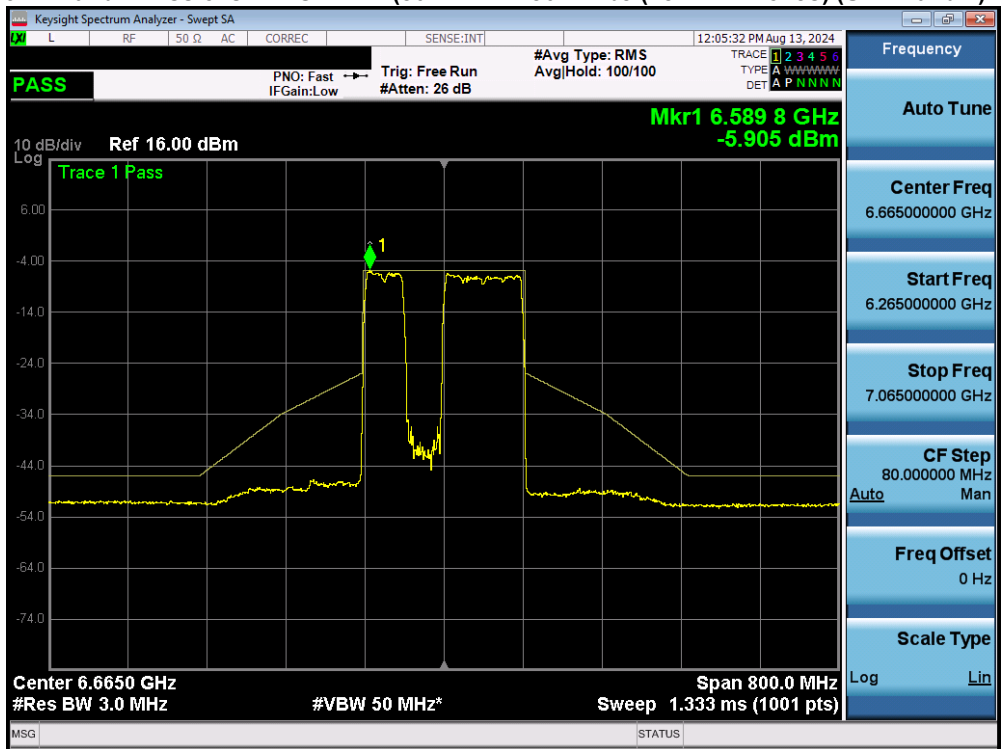 Keysight Spectrum Analyzer - Swept SA
LXI L RF 50 Ω AC CORREC SENSE:INT 12:05:32 PM Aug 13, 2024
PASS
PNO: Fast
IFGain:Low
Trig: Free Run
#Atten: 26 dB
#Avg Type: RMS
Avg|Hold: 100/100
TRACE 1 2 3 4 5 6
TYPE A WWWWW
DET A P N N N N
Mkr1 6.589 8 GHz
-5.905 dBm
10 dB/div Ref 16.00 dBm
Log
Trace 1 Pass
1
6.00
-4.00
-14.0
-24.0
-34.0
-44.0
-54.0
-64.0
-74.0
Center 6.6650 GHz Span 800.0 MHz
#Res BW 3.0 MHz #VBW 50 MHz* Sweep 1.333 ms (1001 pts)
MSG STATUS
Frequency
Auto Tune
Center Freq
6.665000000 GHz
Start Freq
6.265000000 GHz
Stop Freq
7.065000000 GHz
CF Step
80.000000 MHz
Auto Man
Freq Offset
0 Hz
Scale Type
Log Lin